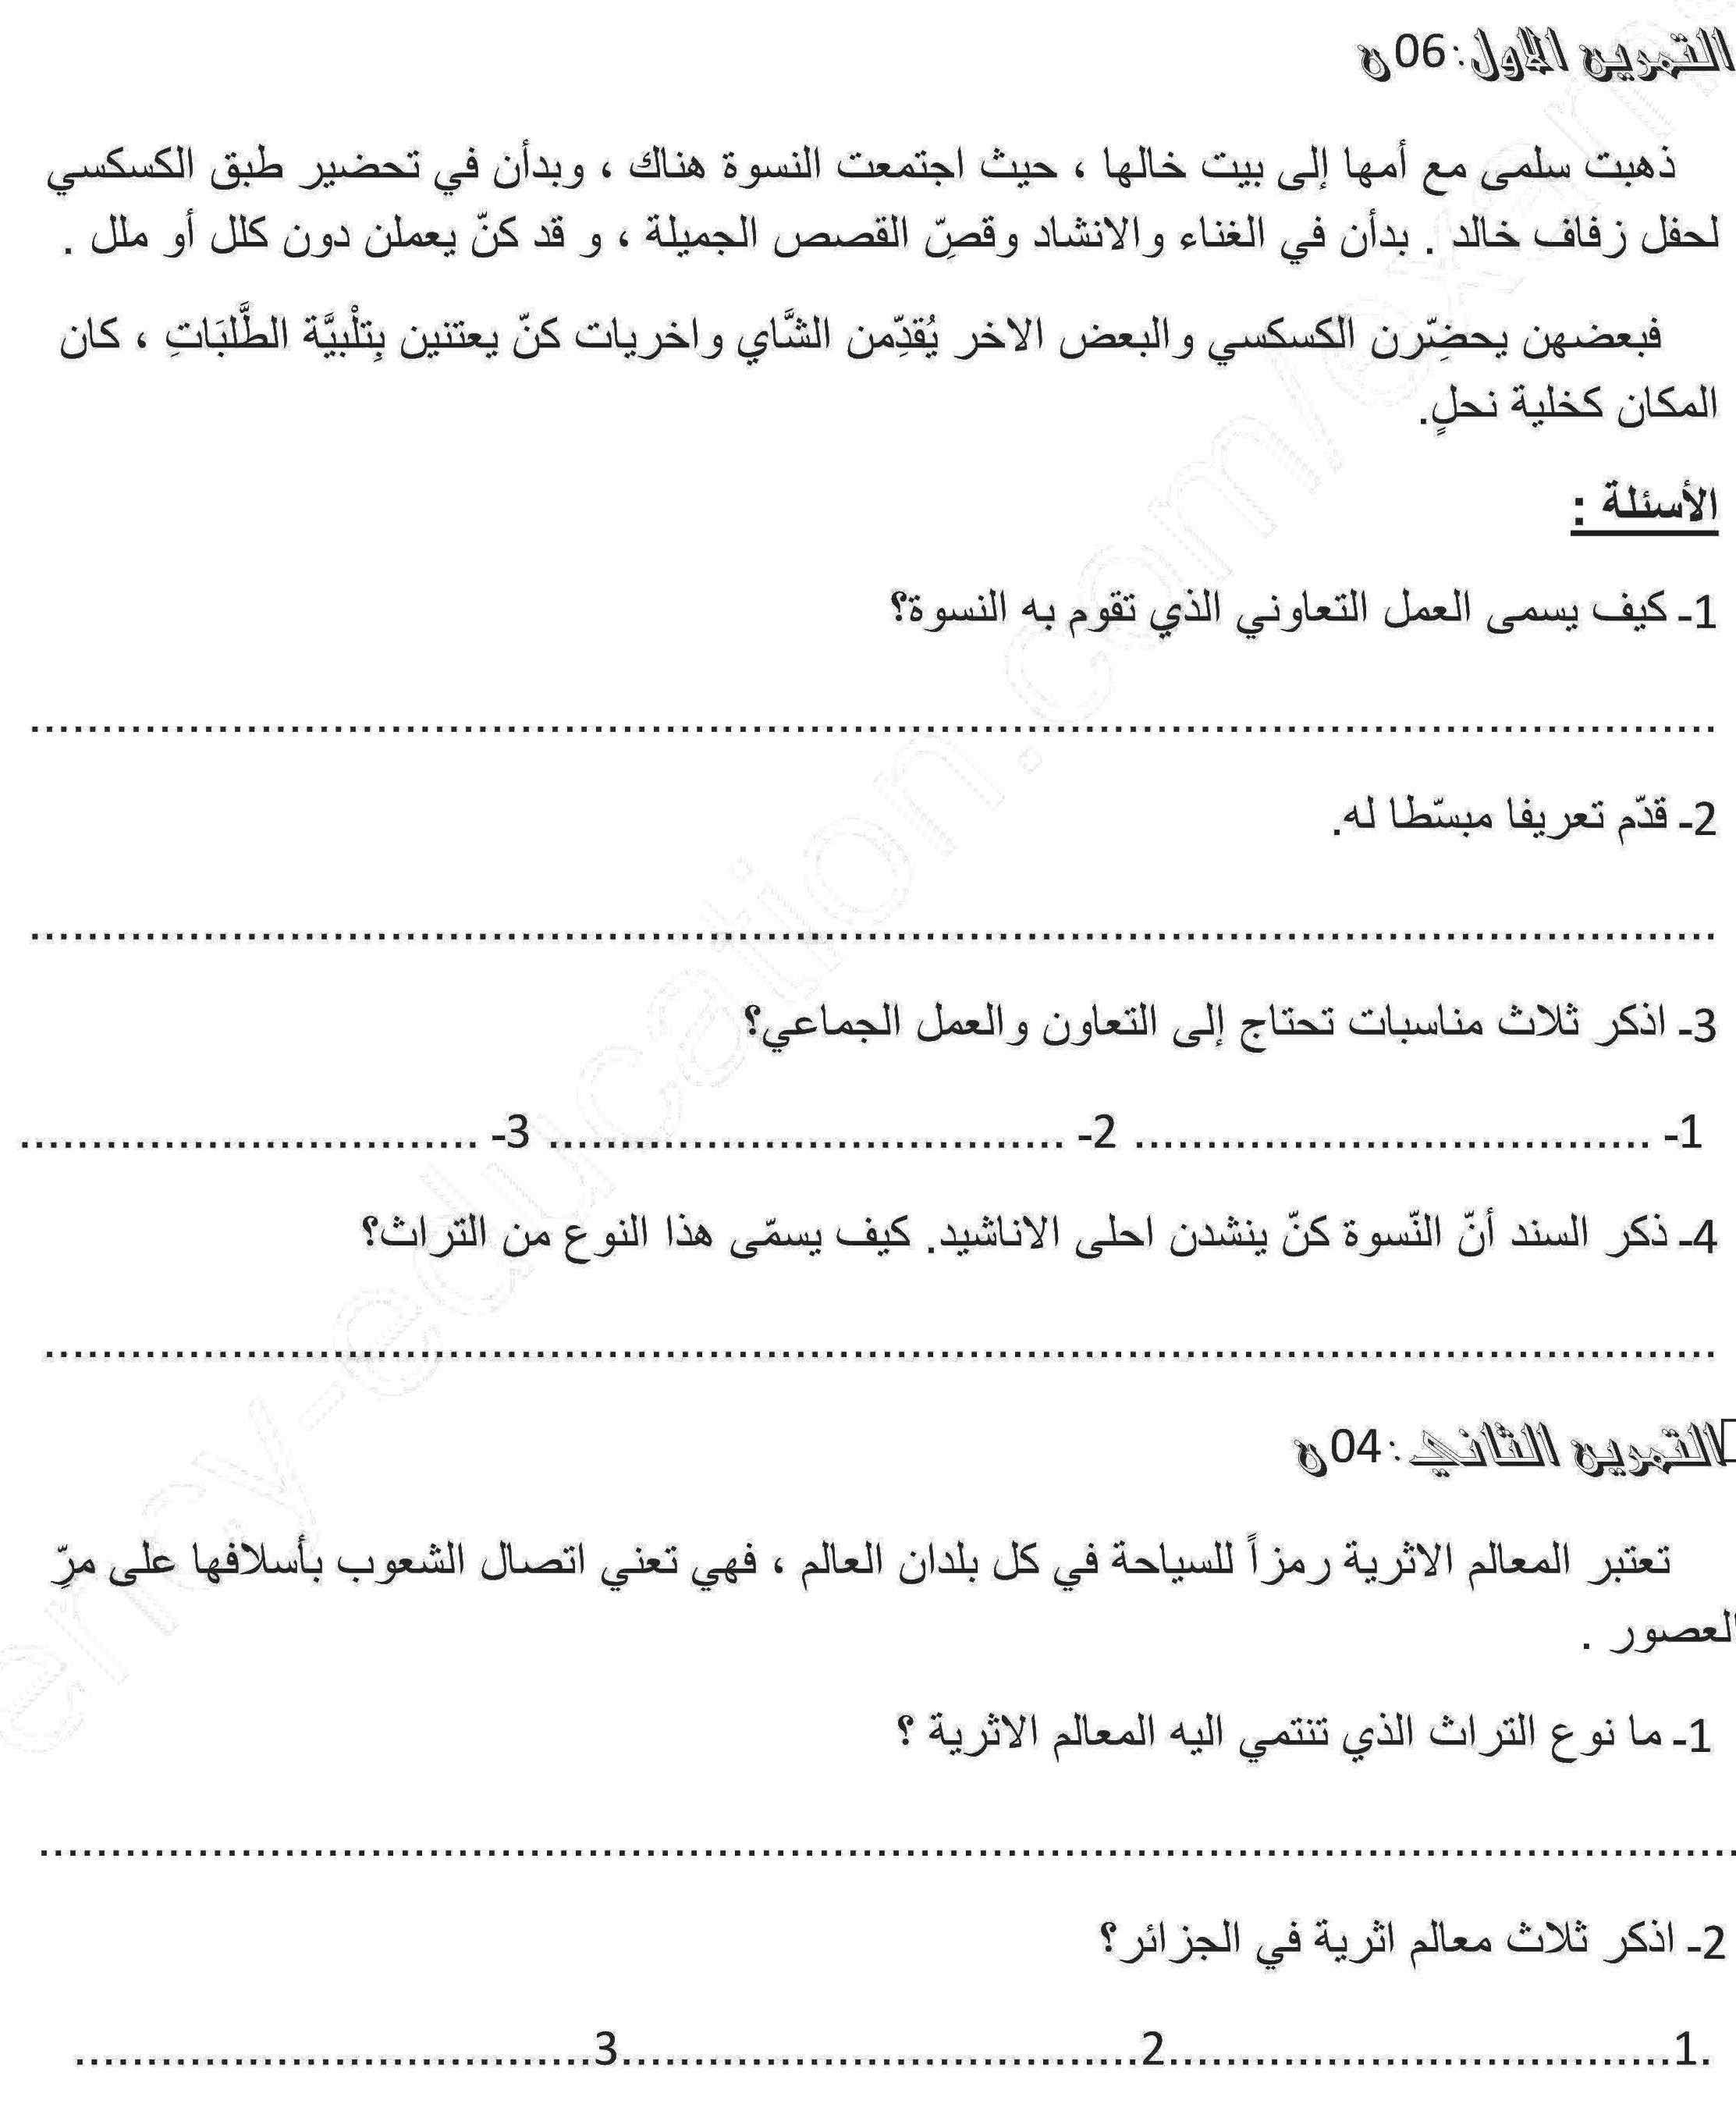 التمرين الاول:06ن
ذهبت سلمى مع أمها إلى بيت خالها ، حيث اجتمعت النسوة هناك ، وبدأن في تحضير طبق الكسكسي
لحفل زفاف خالد . بدأن في الغناء والانشاد وقصِّ القصص الجميلة ، و قد كنّ يعملن دون كلل أو ملل .
فبعضهن يحضِّرن الكسكسي والبعض الاخر يُقدِّمن الشَّاي واخريات كنّ يعتنين بِتلْبيَّة الطَّلبَاتِ ، كان
المكان كخلية نحلٍ.
الأسئلة :
1- كيف يسمى العمل التعاوني الذي تقوم به النسوة؟
2- قدّم تعريفا مبسّطا له.
3- اذكر ثلاث مناسبات تحتاج إلى التعاون والعمل الجماعي؟
1- .................................... 2- .................................... 3- ................................
4- ذكر السند أنّ النّسوة كنّ ينشدن احلى الاناشيد. كيف يسمّى هذا النوع من التراث؟
التمرين الثاني :04ن
تعتبر المعالم الاثرية رمزاً للسياحة في كل بلدان العالم ، فهي تعني اتصال الشعوب بأسلافها على مرِّ
العصور .
1- ما نوع التراث الذي تنتمي اليه المعالم الاثرية ؟
2- اذكر ثلاث معالم اثرية في الجزائر؟
.1...................................2....................................3....................................
ency-education.com/exams